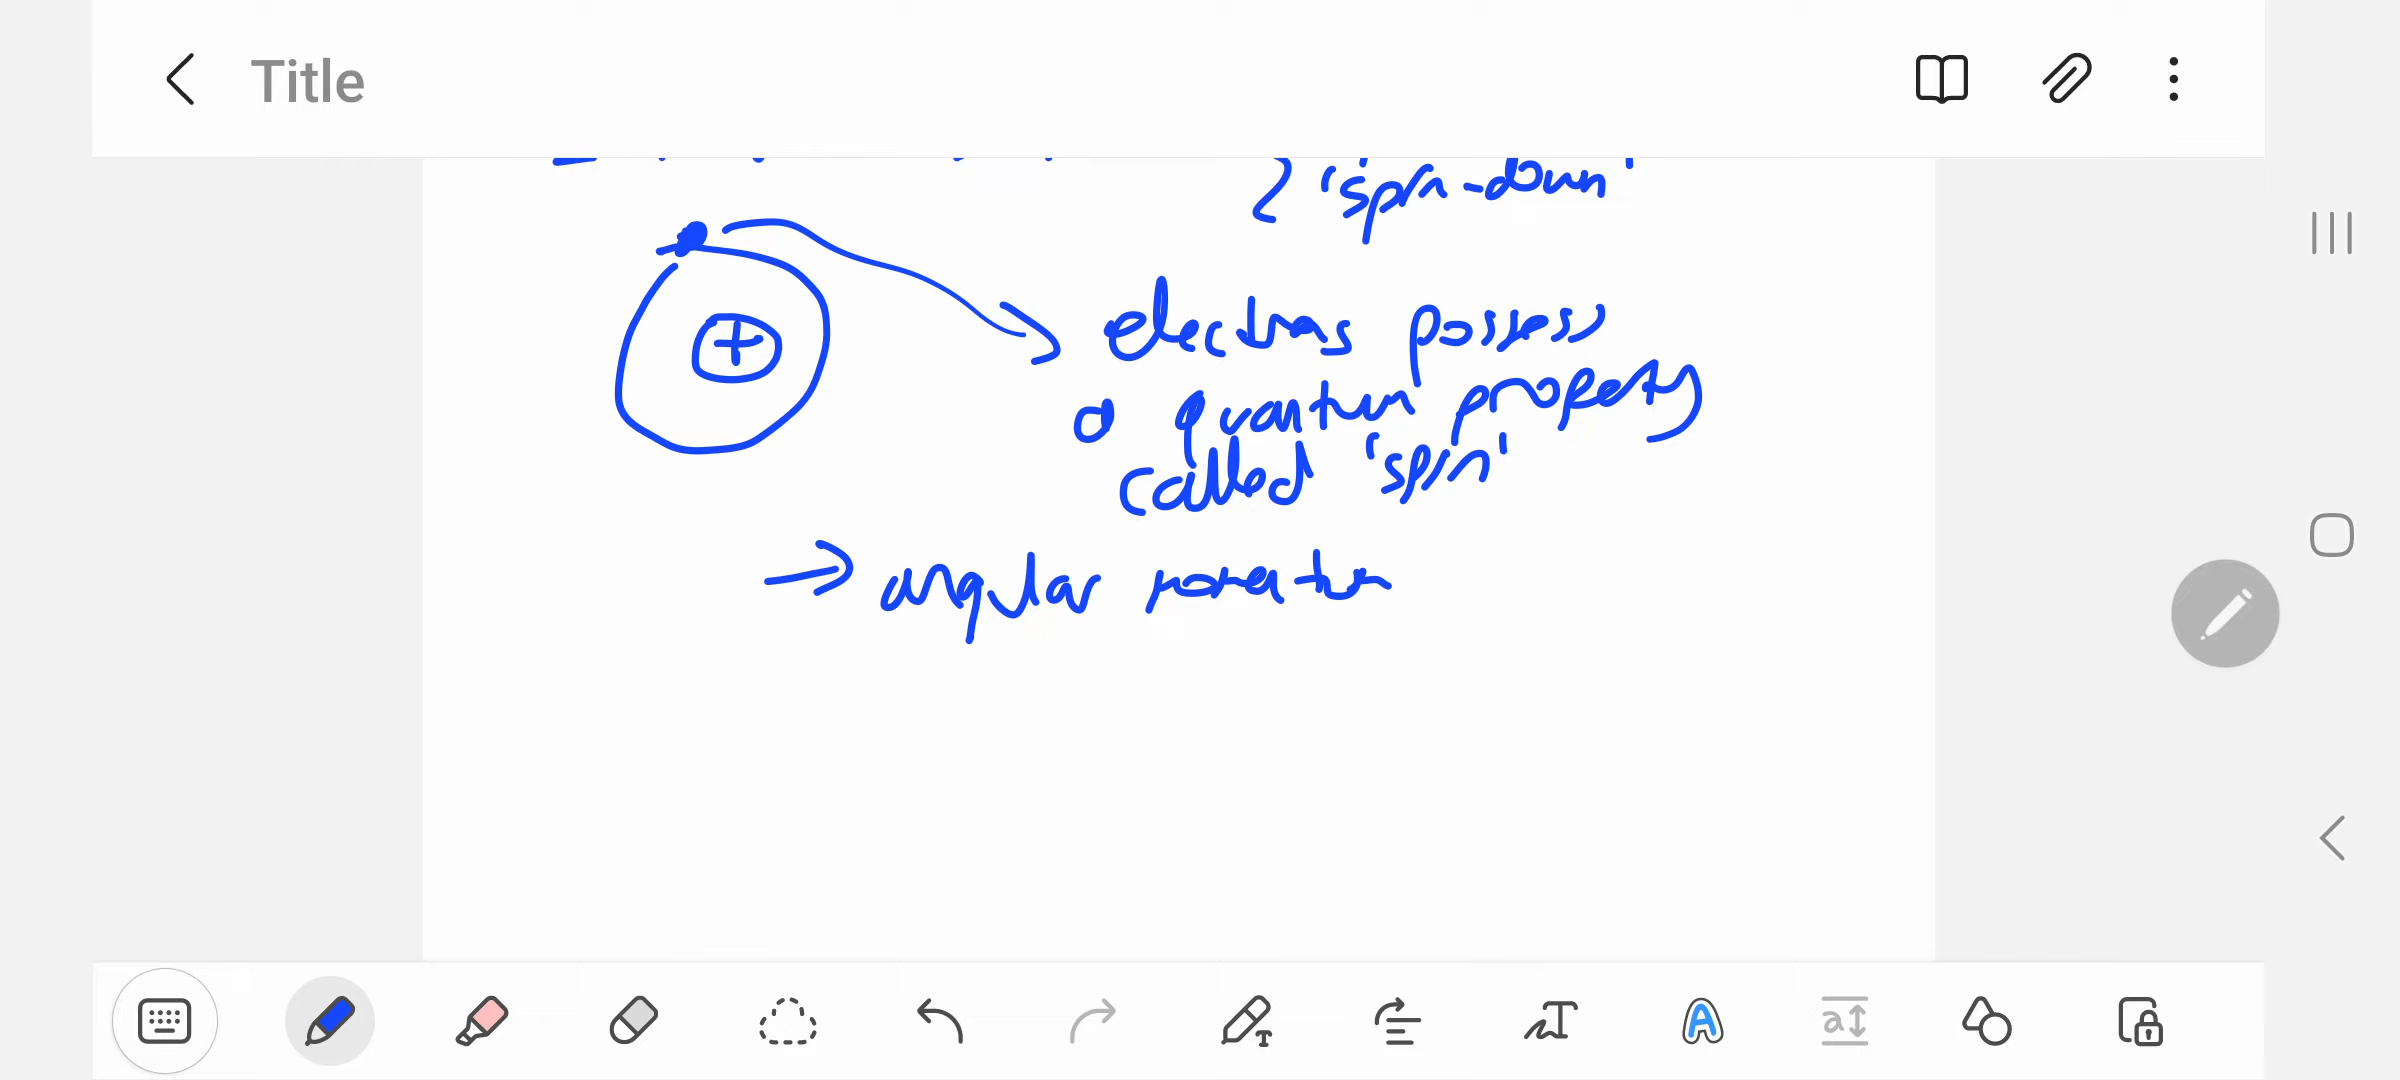 Title
'spin-down'
electrons possess
a quantum property
called 'spin'
→ angular momentum